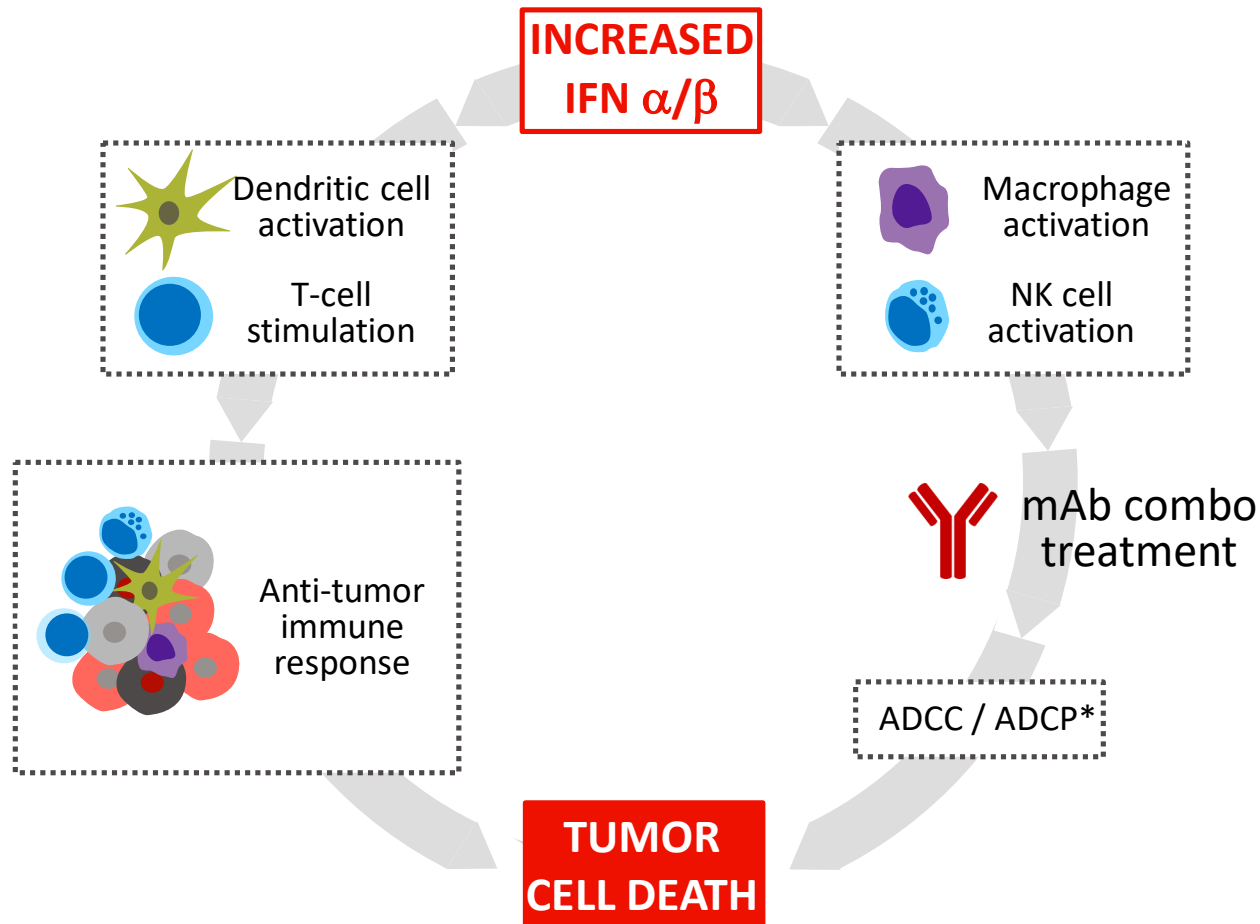 INCREASED
IFN α/β
Dendritic cell
activation
T-cell
stimulation
Macrophage
activation
NK cell
activation
Anti-tumor
immune
response
mAb combo
treatment
ADCC / ADCP*
TUMOR
CELL DEATH